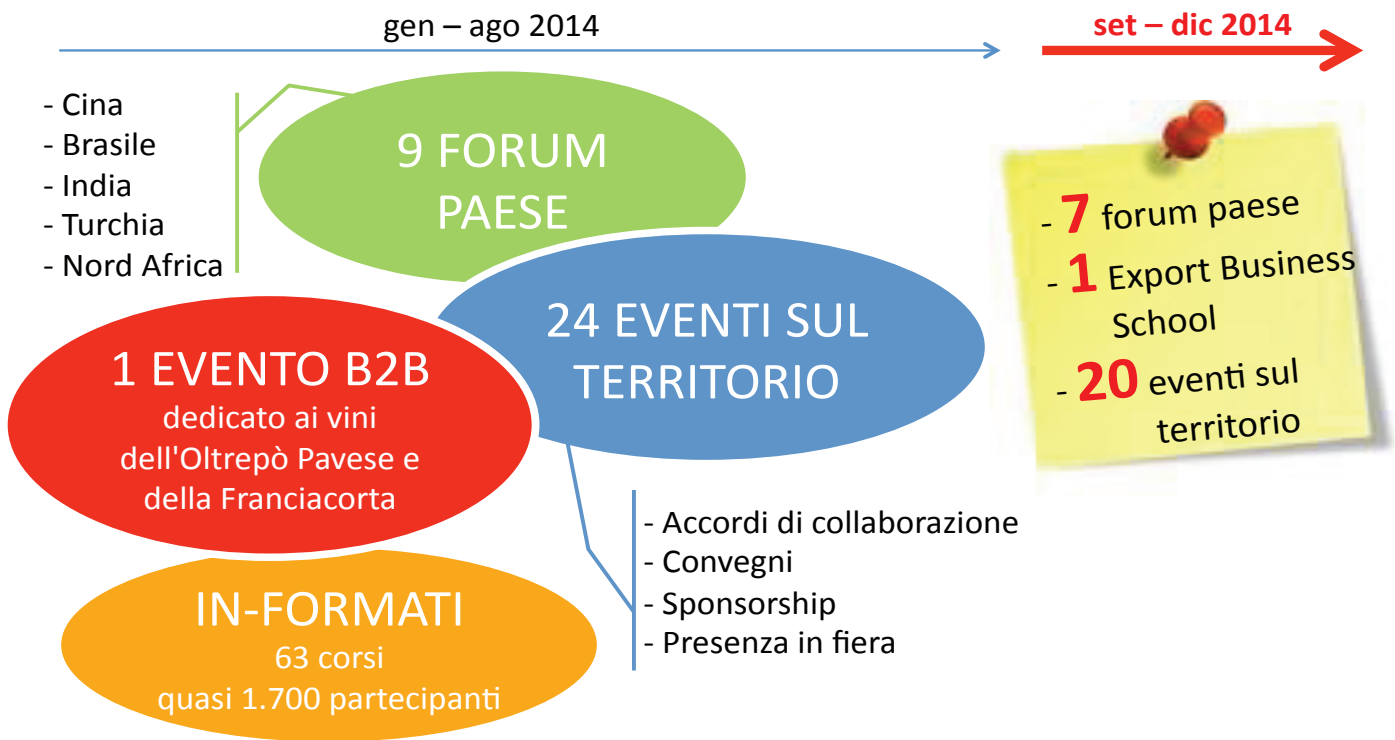 gen – ago 2014
set – dic 2014
- Cina
- Brasile
- India
- Turchia
- Nord Africa
9 FORUM
PAESE
24 EVENTI SUL
TERRITORIO
1 EVENTO B2B
dedicato ai vini
dell'Oltrepò Pavese e
della Franciacorta
- Accordi di collaborazione
- Convegni
- Sponsorship
- Presenza in fiera
IN-FORMATI
63 corsi
quasi 1.700 partecipanti
- 7 forum paese
- 1 Export Business
School
- 20 eventi sul
territorio